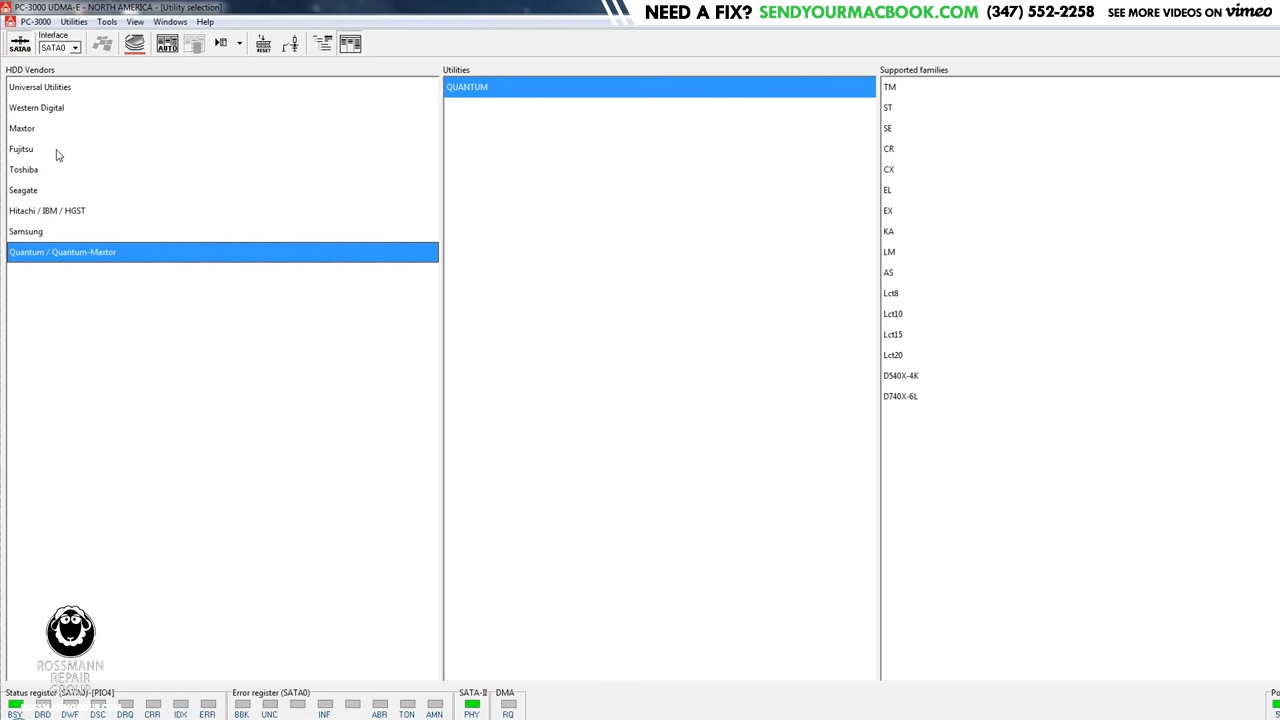 PC-3000 UDMA-E - NORTH AMERICA - [Utility selection]
NEED A FIX? SENDYOURMACBOOK.COM (347) 552-2258 SEE MORE VIDEOS ON vimeo
PC-3000 Utilities Tools View Windows Help
SATA0
Interface
SATA0
AUTO
RESET
HDD Vendors
Universal Utilities
Western Digital
Maxtor
Fujitsu
Toshiba
Seagate
Hitachi / IBM / HGST
Samsung
Quantum / Quantum-Maxtor
Utilities
QUANTUM
Supported families
TM
ST
SE
CR
CX
EL
EX
KA
LM
AS
Lct8
Lct10
Lct15
Lct20
D540X-4K
D740X-6L
ROSSMANN
REPAIR
GROUP
Status register (SATA0)-[PIO4]
BSY DRD DWF DSC DRQ CRR IDX ERR
Error register (SATA0)
BBK UNC INF ABR TON AMN
SATA-II
PHY
DMA
RQ